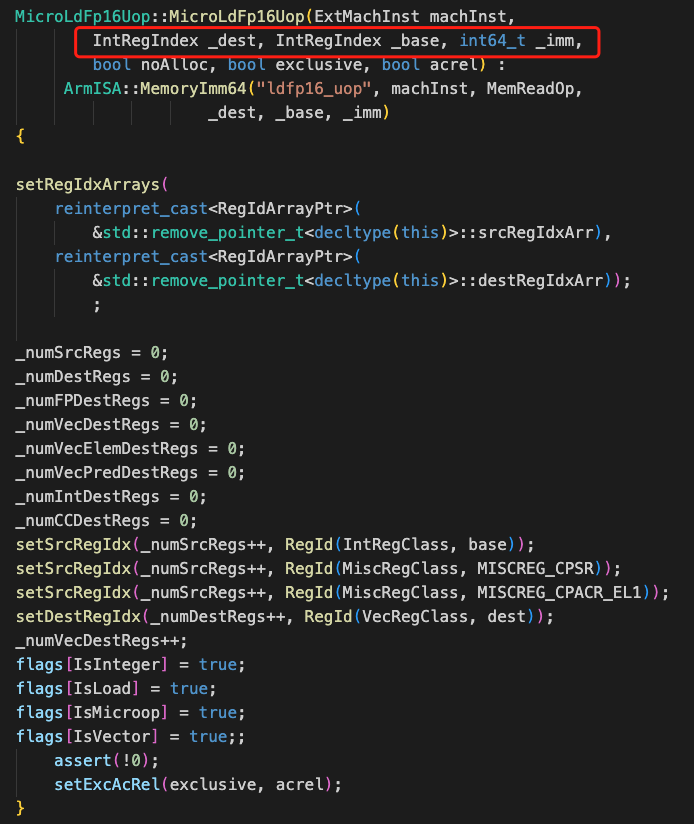 MicroLdFp16Uop::MicroLdFp16Uop(ExtMachInst machInst,
IntRegIndex _dest, IntRegIndex _base, int64_t _imm,
bool noAlloc, bool exclusive, bool acrel) :
ArmISA::MemoryImm64("ldfp16_uop", machInst, MemReadOp,
_dest, _base, _imm)
{
setRegIdxArrays(
reinterpret_cast<RegIdArrayPtr>(
&std::remove_pointer_t<decltype(this)>::srcRegIdxArr),
reinterpret_cast<RegIdArrayPtr>(
&std::remove_pointer_t<decltype(this)>::destRegIdxArr));
;
_numSrcRegs = 0;
_numDestRegs = 0;
_numFPDestRegs = 0;
_numVecDestRegs = 0;
_numVecElemDestRegs = 0;
_numVecPredDestRegs = 0;
_numIntDestRegs = 0;
_numCCDestRegs = 0;
setSrcRegIdx(_numSrcRegs++, RegId(IntRegClass, base));
setSrcRegIdx(_numSrcRegs++, RegId(MiscRegClass, MISCREG_CPSR));
setSrcRegIdx(_numSrcRegs++, RegId(MiscRegClass, MISCREG_CPACR_EL1));
setDestRegIdx(_numDestRegs++, RegId(VecRegClass, dest));
_numVecDestRegs++;
flags[IsInteger] = true;
flags[IsLoad] = true;
flags[IsMicroop] = true;
flags[IsVector] = true;;
assert(!0);
setExcAcRel(exclusive, acrel);
}